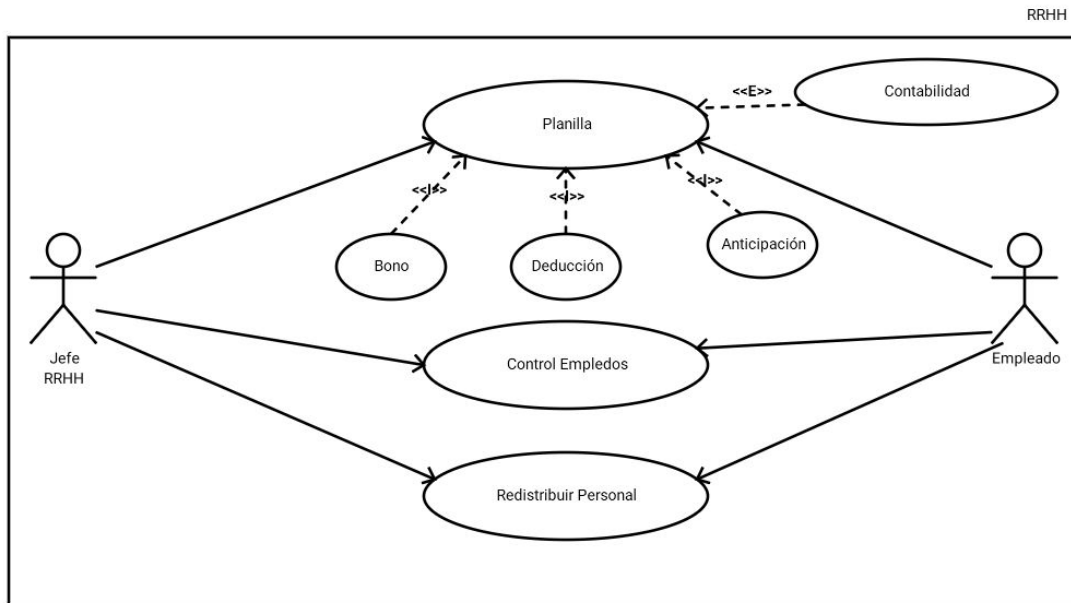 RRHH
Contabilidad
<<E>>
Planilla
<<I>>
<<I>>
<<I>>
Bono
Deducción
Anticipación
Jefe
RRHH
Control Empledos
Empleado
Redistribuir Personal